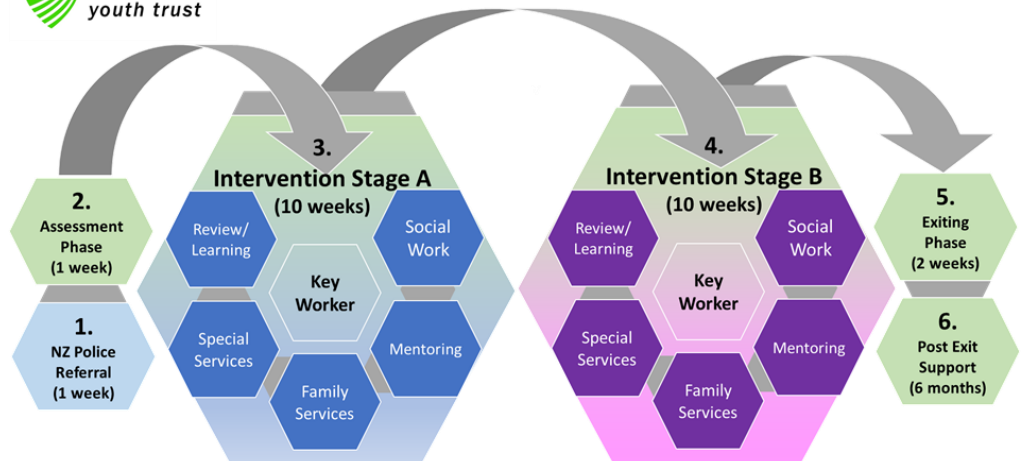 youth trust
2.
Assessment
Phase
(1 week)
1.
NZ Police
Referral
(1 week)
3.
Intervention Stage A
(10 weeks)
Review/
Learning
Social
Work
Key
Worker
Special
Services
Mentoring
Family
Services
4.
Intervention Stage B
(10 weeks)
Review/
Learning
Social
Work
Key
Worker
Special
Services
Mentoring
Family
Services
5.
Exiting
Phase
(2 weeks)
6.
Post Exit
Support
(6 months)